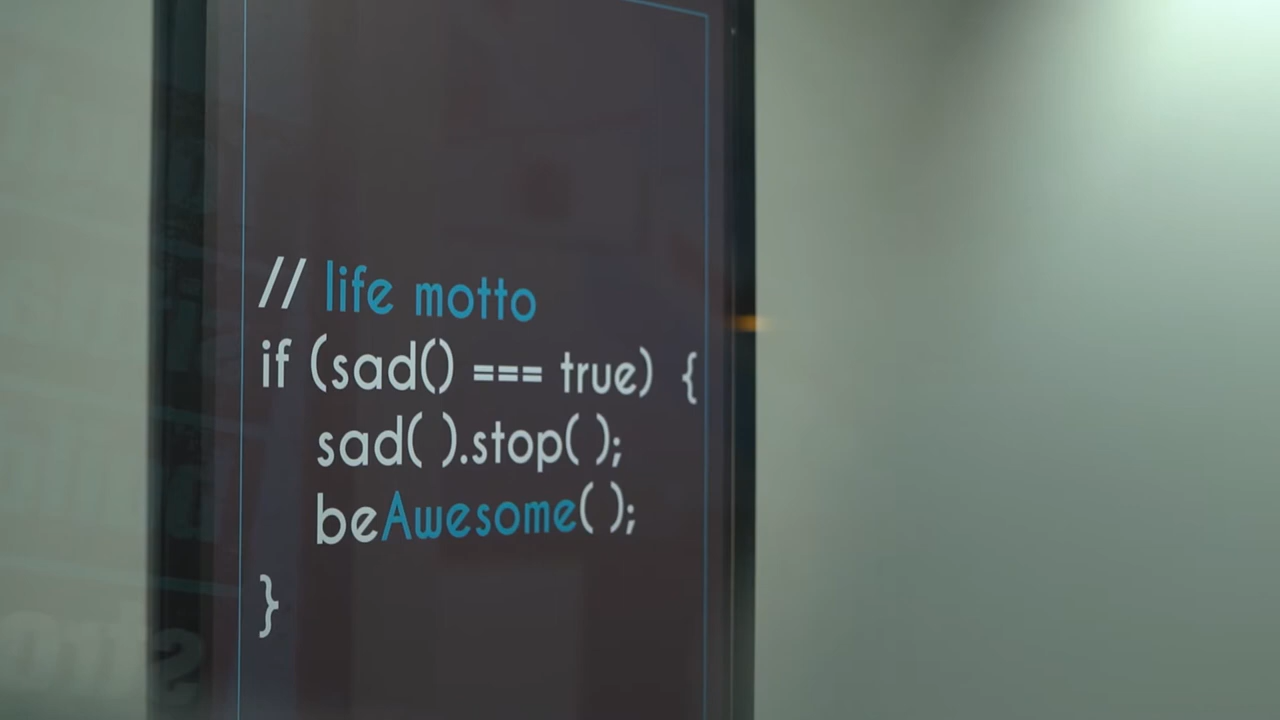 // life motto
if (sad() === true) {
sad( ).stop( );
beAwesome( );
}